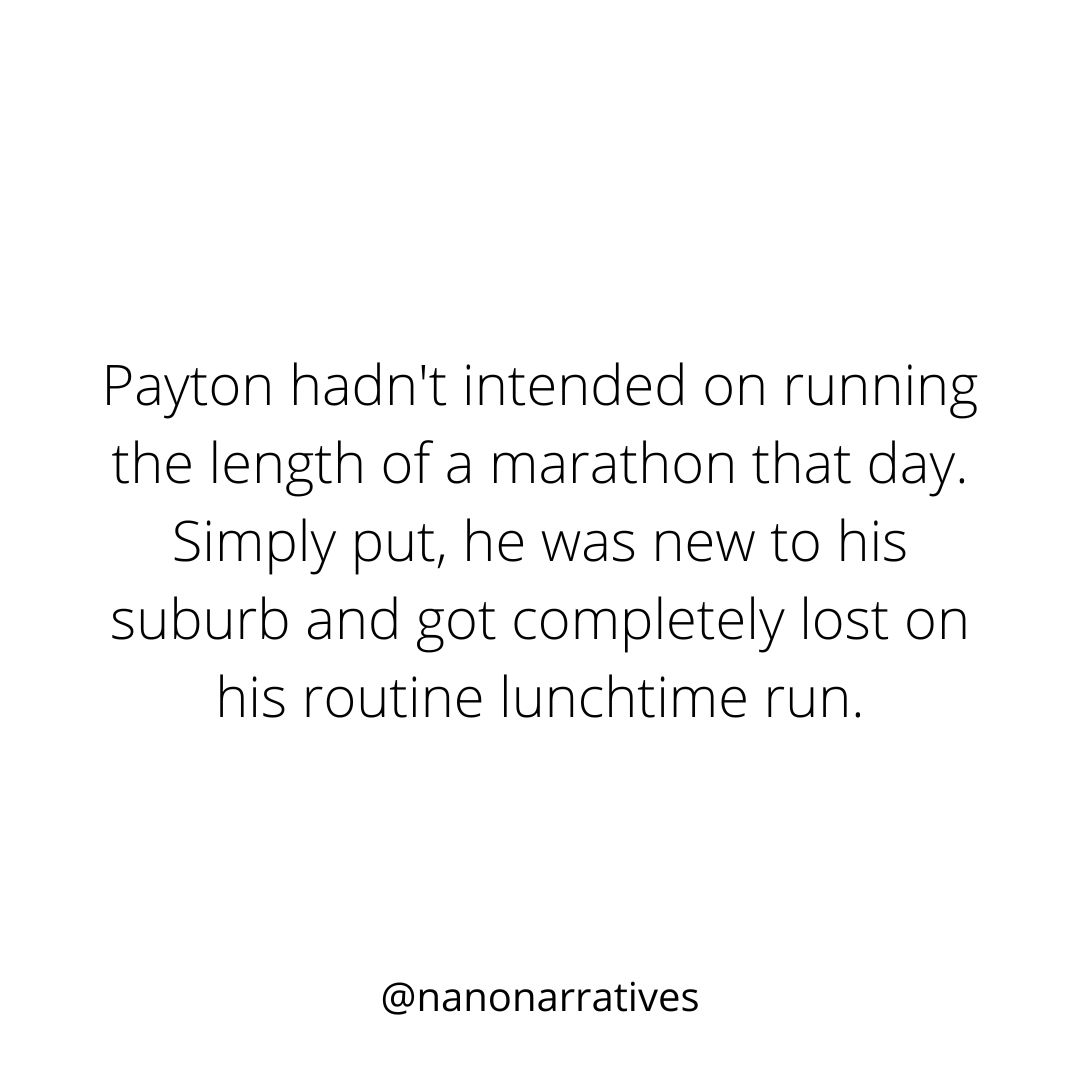 Payton hadn't intended on running
the length of a marathon that day.
Simply put, he was new to his
suburb and got completely lost on
his routine lunchtime run.
@nanonarratives